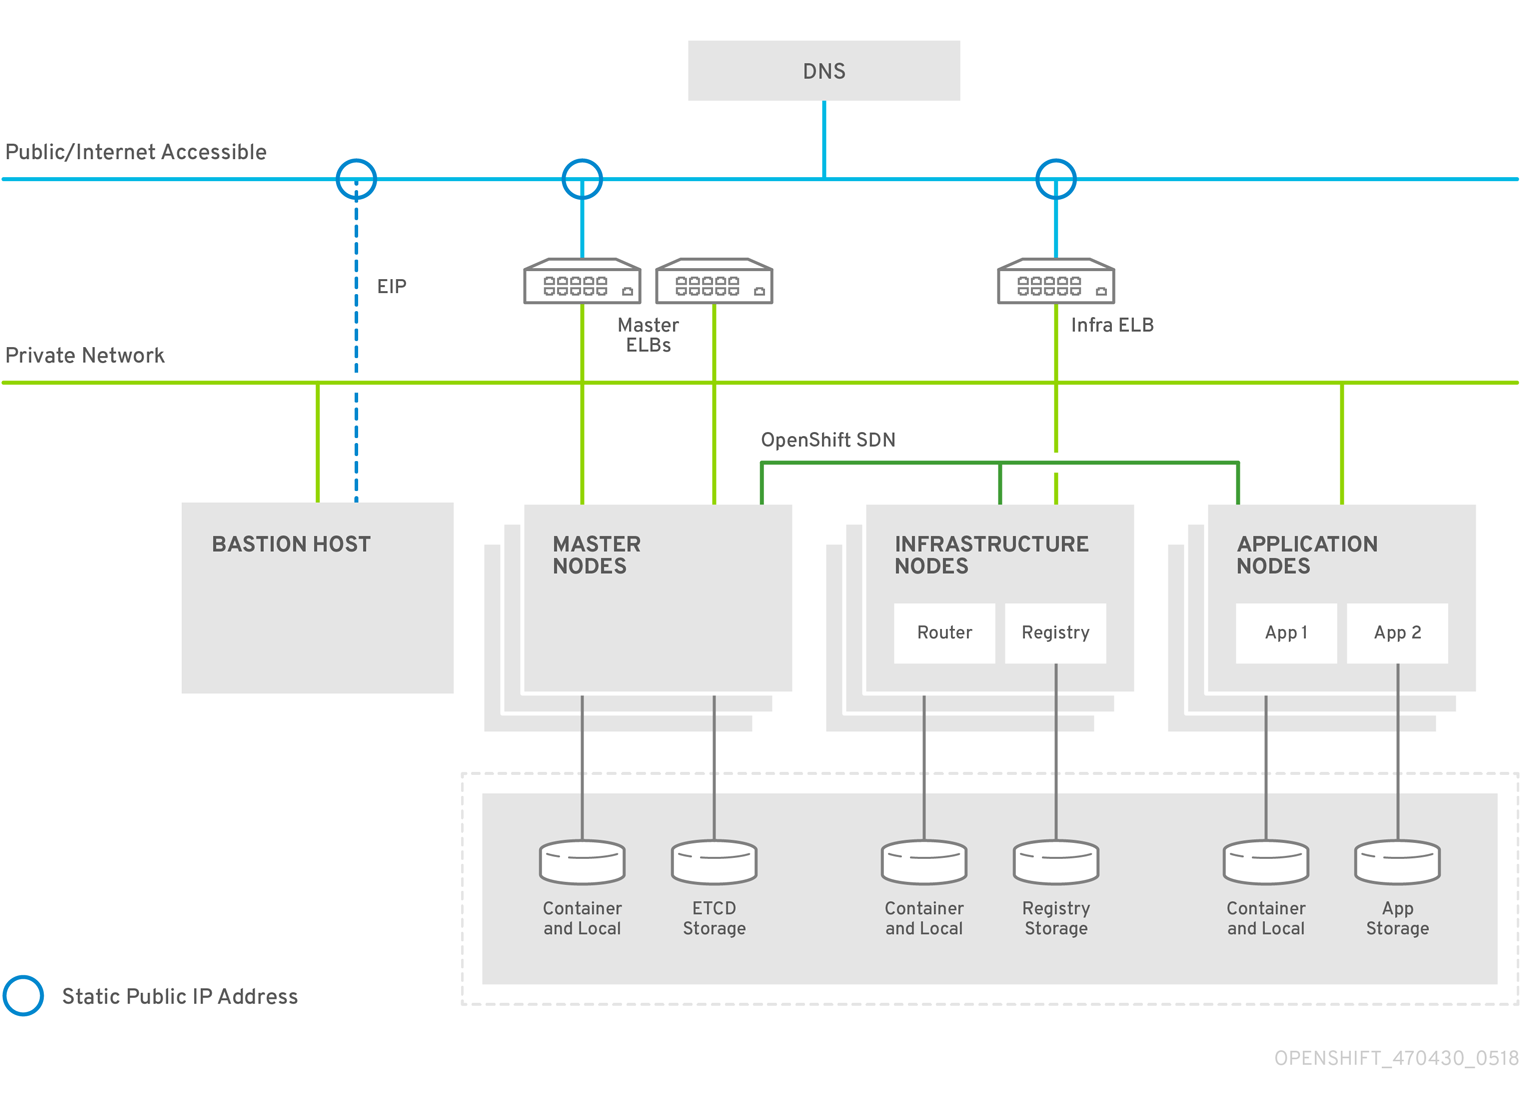 DNS
Public/Internet Accessible
EIP
Master
ELBs
Infra ELB
Private Network
OpenShift SDN
BASTION HOST
MASTER
NODES
INFRASTRUCTURE
NODES
Router
Registry
APPLICATION
NODES
App 1
App 2
Container
and Local
ETCD
Storage
Container
and Local
Registry
Storage
Container
and Local
App
Storage
Static Public IP Address
OPENSHIFT_470430_0518